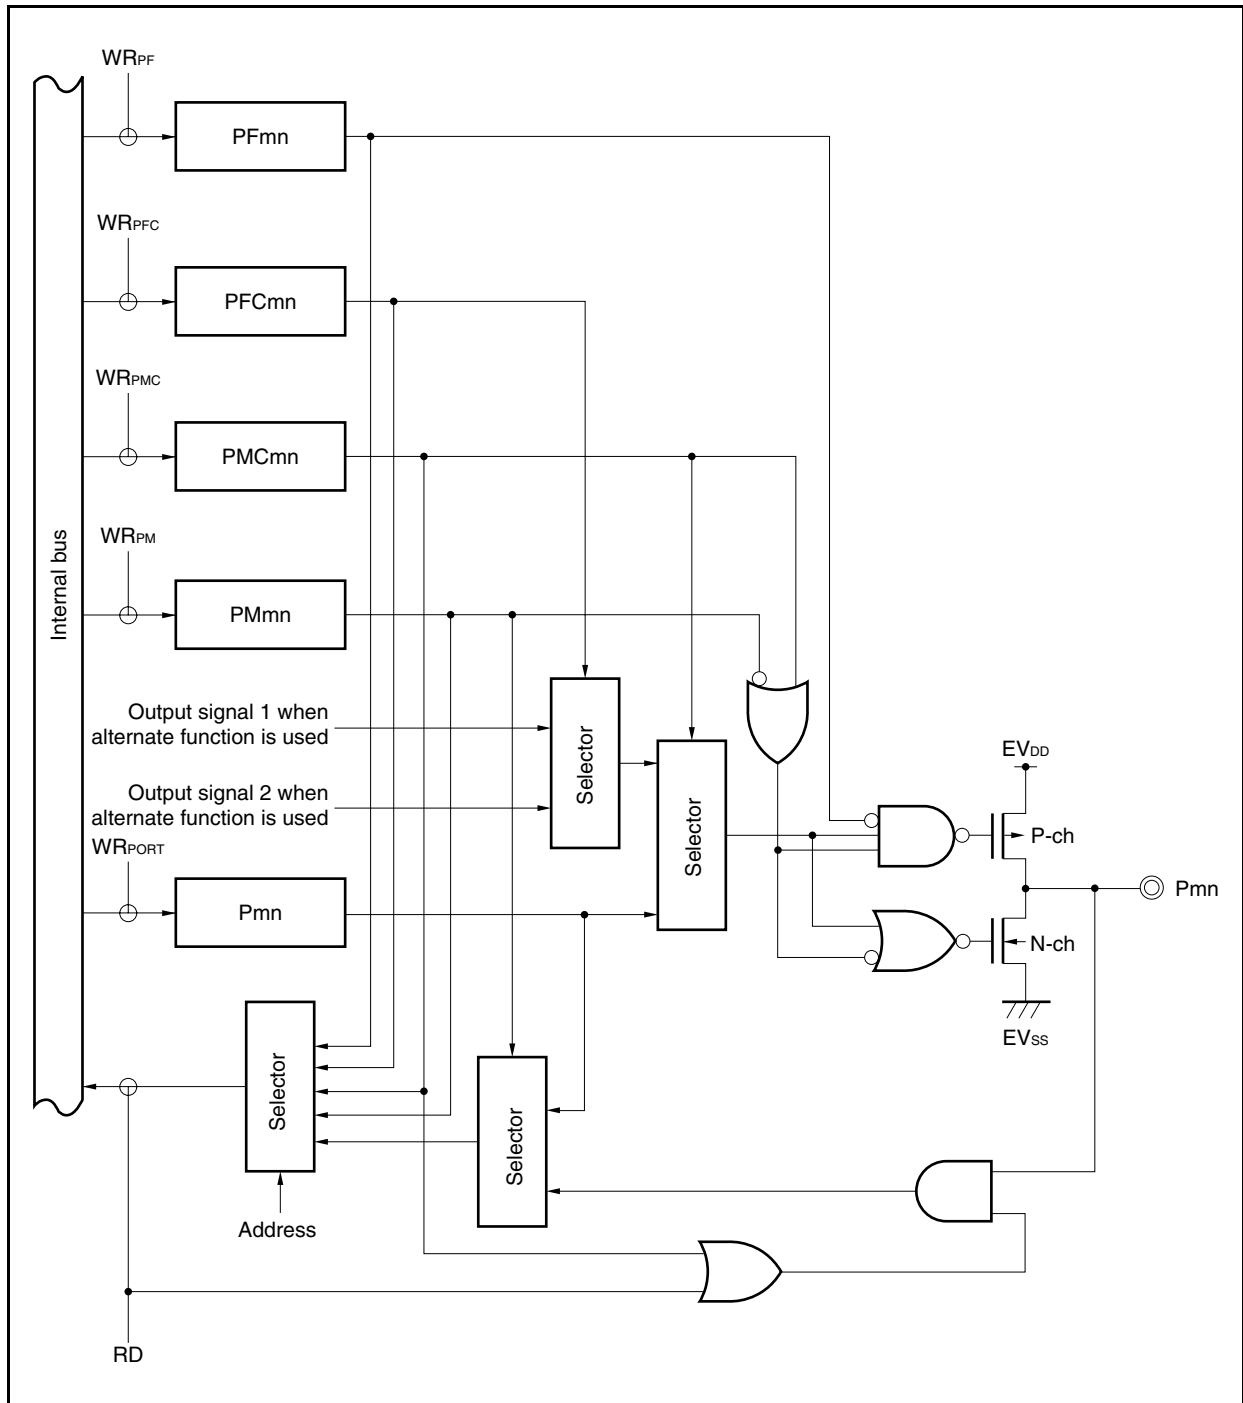 WRPF
PFmn
WRPFC
PFCmn
WRPMC
PMCmn
WRPM
PMmn
Internal bus
Output signal 1 when
alternate function is used
Output signal 2 when
alternate function is used
Selector
Selector
WRPORT
Pmn
EVDD
P-ch
Pmn
N-ch
EVSS
Selector
Selector
Address
RD